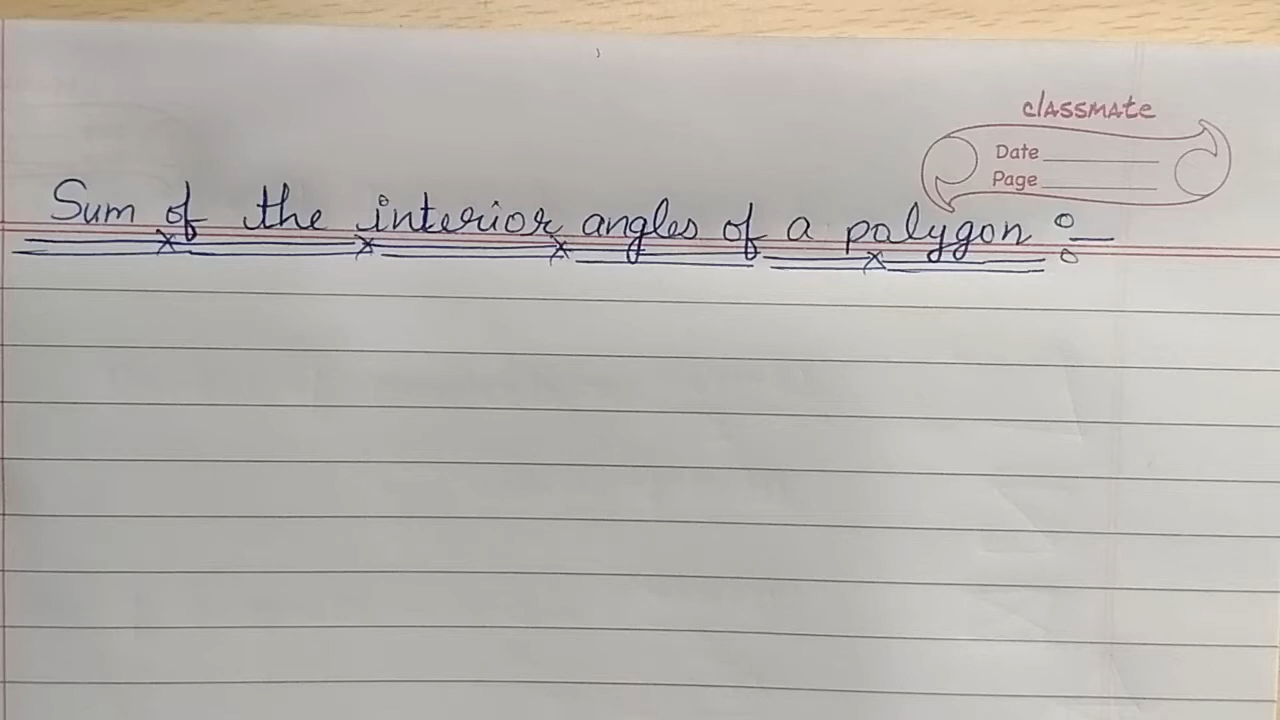 classmate
Date
Page
Sum of the interior angles of a polygon :-